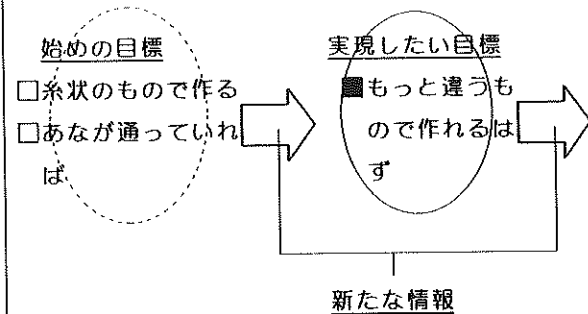 始めの目標
□糸状のもので作る
□あなが通っていれ
ば
実現したい目標
■もっと違うも
ので作れるは
ず
新たな情報